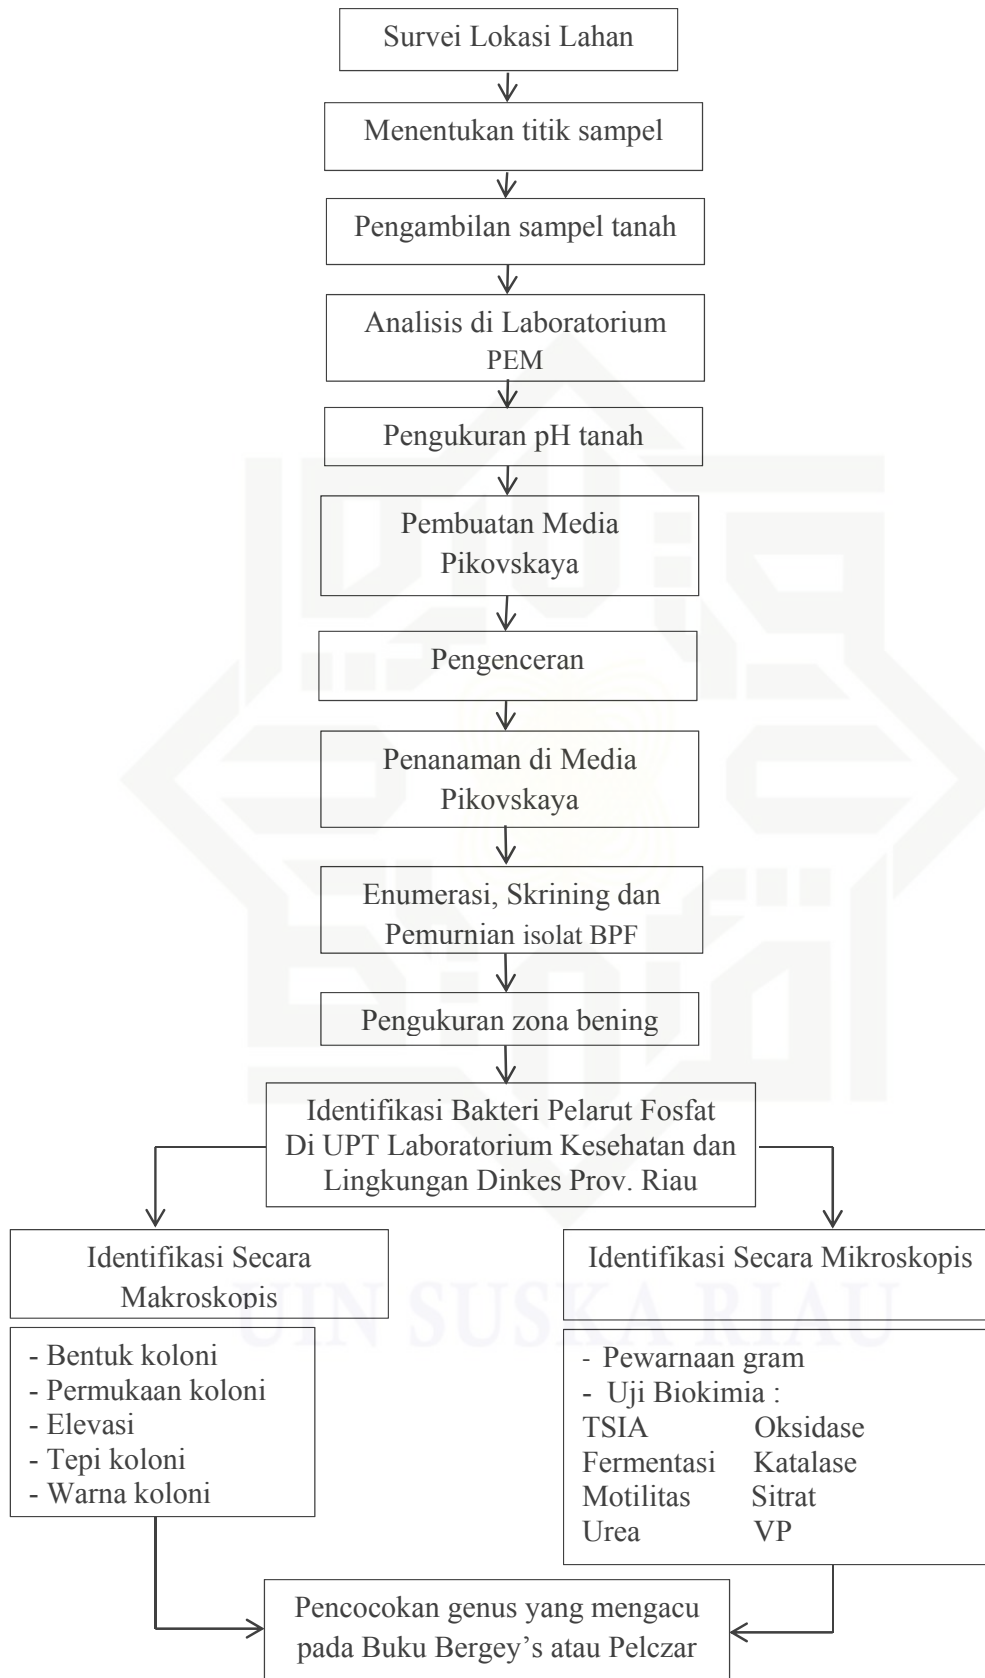 Survei Lokasi Lahan
Menentukan titik sampel
Pengambilan sampel tanah
Analisis di Laboratorium
PEM
Pengukuran pH tanah
Pembuatan Media
Pikovskaya
Pengenceran
Penanaman di Media
Pikovskaya
Enumerasi, Skrining dan
Pemurnian isolat BPF
Pengukuran zona bening
Identifikasi Bakteri Pelarut Fosfat
Di UPT Laboratorium Kesehatan dan
Lingkungan Dinkes Prov. Riau
Identifikasi Secara
Makroskopis
- Bentuk koloni
- Permukaan koloni
- Elevasi
- Tepi koloni
- Warna koloni
Identifikasi Secara Mikroskopis
- Pewarnaan gram
- Uji Biokimia :
TSIA Oksidase
Fermentasi Katalase
Motilitas Sitrat
Urea VP
UIN SUSKA RIAU
Pencocokan genus yang mengacu
pada Buku Bergey’s atau Pelczar